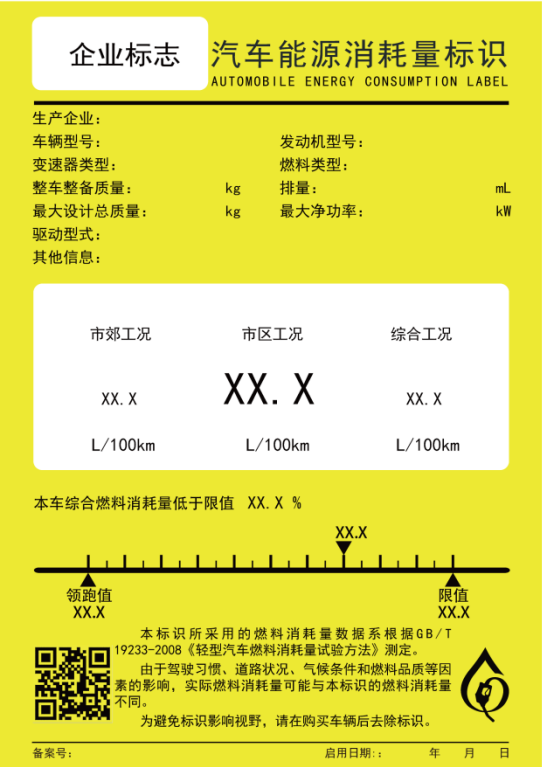 企业标志
汽车能源消耗量标识
AUTOMOBILE ENERGY CONSUMPTION LABEL
生产企业：
车辆型号： 发动机型号：
变速器类型： 燃料类型：
整车整备质量： kg 排量： mL
最大设计总质量： kg 最大净功率： kW
驱动型式：
其他信息：
市郊工况 市区工况 综合工况
XX. X XX. X XX. X
L/100km L/100km L/100km
本车综合燃料消耗量低于限值 XX. X %
XX.X
领跑值 限值
XX.X XX.X
本标识所采用的燃料消耗量数据系根据GB/T
19233-2008《轻型汽车燃料消耗量试验方法》测定。
由于驾驶习惯、道路状况、气候条件和燃料品质等因
素的影响，实际燃料消耗量可能与本标识的燃料消耗量
不同。
为避免标识影响视野，请在购买车辆后去除标识。
备案号： 启用日期:： 年 月 日